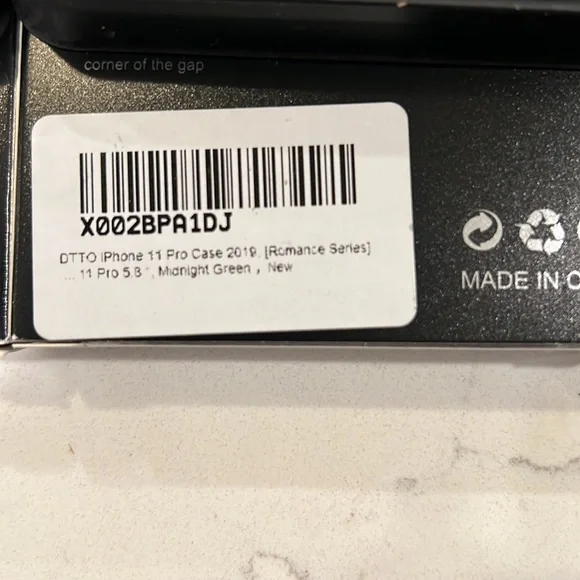 corner of the gap
X002BPA1DJ
DTTO iPhone 11 Pro Case 2019, [Romance Series]
... 11 Pro 5.8 ", Midnight Green , New
MADE IN C